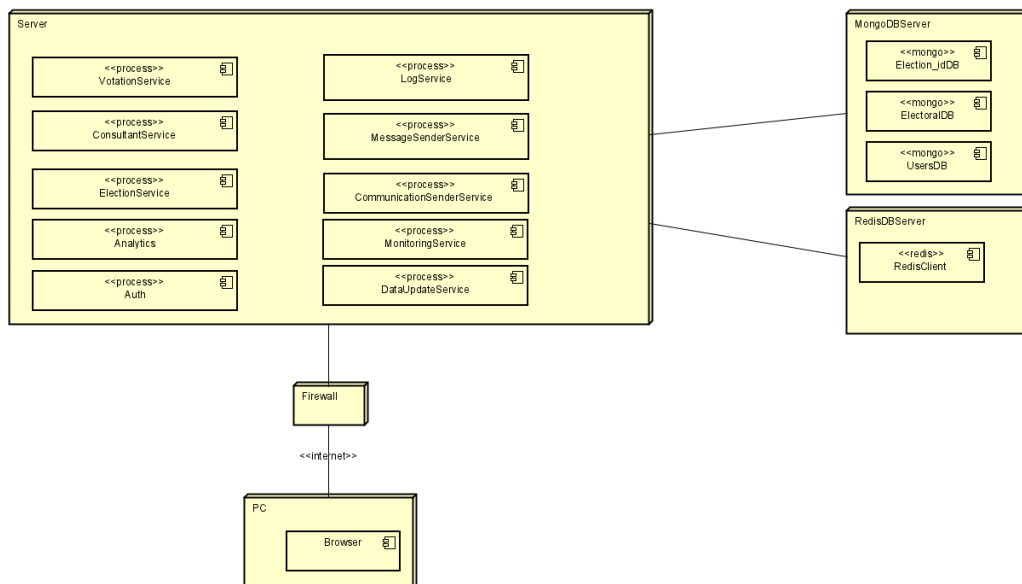 Server
<<process>>
VotationService
<<process>>
ConsultantService
<<process>>
ElectionService
<<process>>
Analytics
<<process>>
Auth
<<process>>
LogService
<<process>>
MessageSenderService
<<process>>
CommunicationSenderService
<<process>>
MonitoringService
<<process>>
DataUpdateService
MongoDBServer
<<mongo>>
Election_idDB
<<mongo>>
ElectoralDB
<<mongo>>
UsersDB
RedisDBServer
<<redis>>
RedisClient
Firewall
<<internet>>
PC
Browser